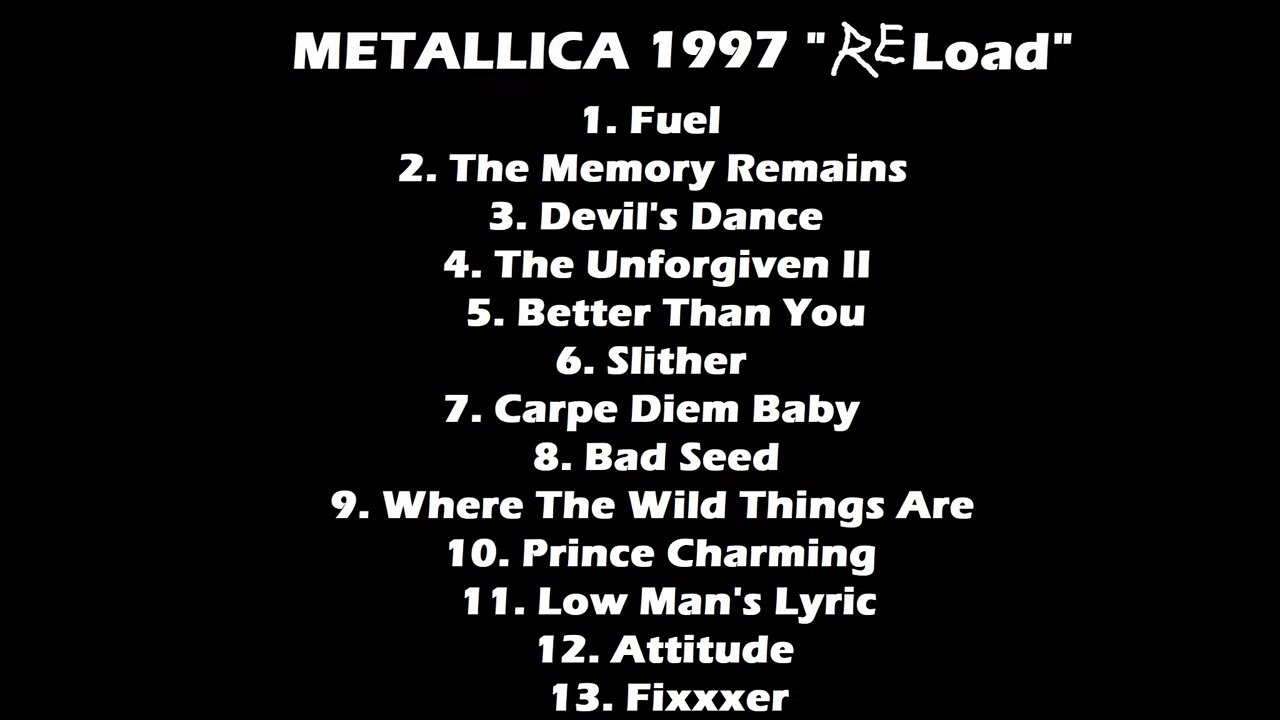 METALLICA 1997 "RELoad"
1. Fuel
2. The Memory Remains
3. Devil's Dance
4. The Unforgiven II
5. Better Than You
6. Slither
7. Carpe Diem Baby
8. Bad Seed
9. Where The Wild Things Are
10. Prince Charming
11. Low Man's Lyric
12. Attitude
13. Fixxxer